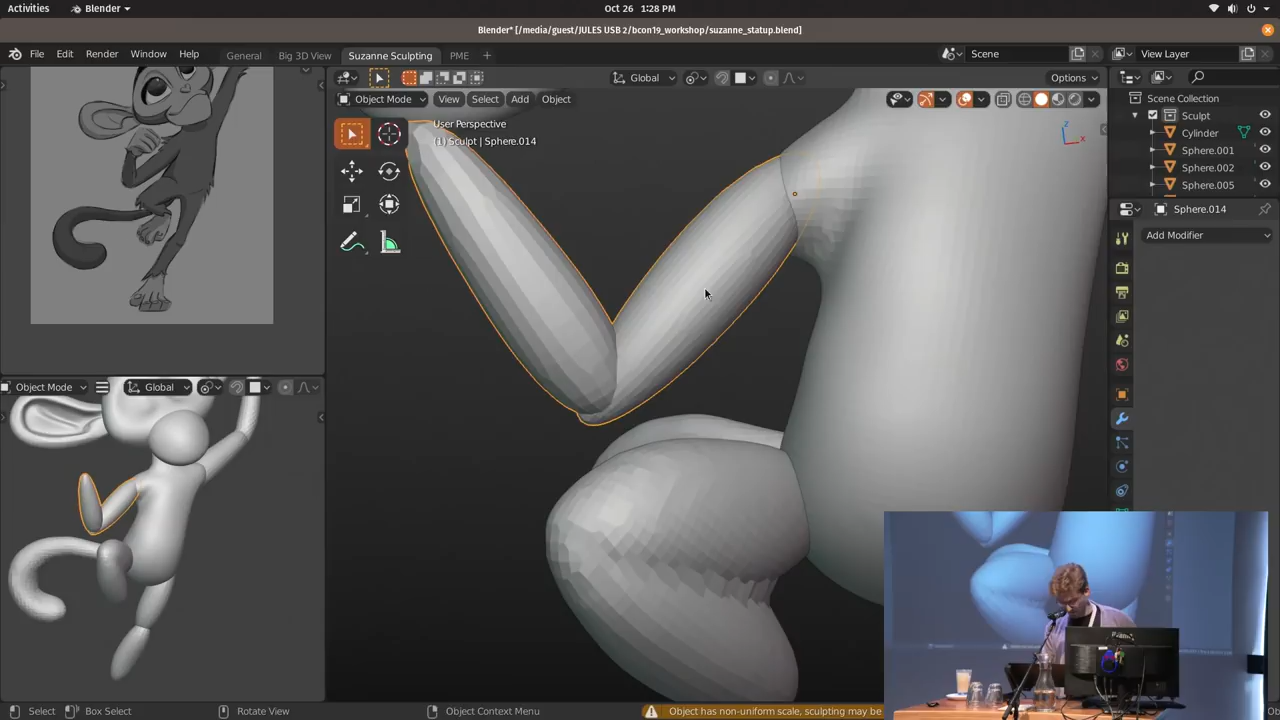 Activities
Blender
Oct 26 1:28 PM
Blender* [/media/guest/JULES USB 2/bcon19_workshop/suzanne_statup.blend]
File Edit Render Window Help
General Big 3D View Suzanne Sculpting PME +
Scene
View Layer
Global
Options
Object Mode View Select Add Object
User Perspective
(1) Sculpt | Sphere.014
Z
X
Scene Collection
Sculpt
Cylinder
Sphere.001
Sphere.002
Sphere.005
Sphere.014
Add Modifier
Object Mode
Global
Select
Box Select
Rotate View
Object Context Menu
Object has non-uniform scale, sculpting may be